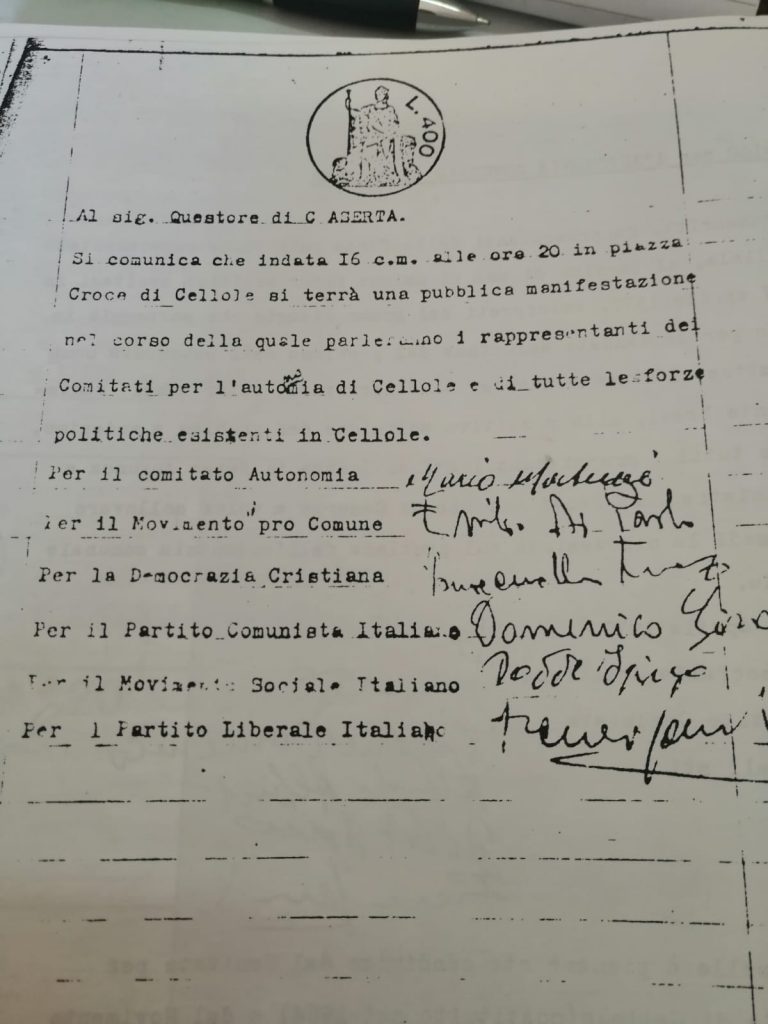 L. 400
Al sig. Questore di C ASERTA.
Si comunica che indata I6 c.m. alle ore 20 in piazza
Croce di Cellole si terrà una pubblica manifestazione
nel corso della quale parleranno i rappresentanti dei
Comitati per l'autonomia di Cellole e di tutte le forze
politiche esistenti in Cellole.
Per il comitato Autonomia Mario
Per il Movimento pro Comune Di Paolo
Per la Democrazia Cristiana
Per il Partito Comunista Italiano Domenico
Per il Movimento Sociale Italiano
Per il Partito Liberale Italiano